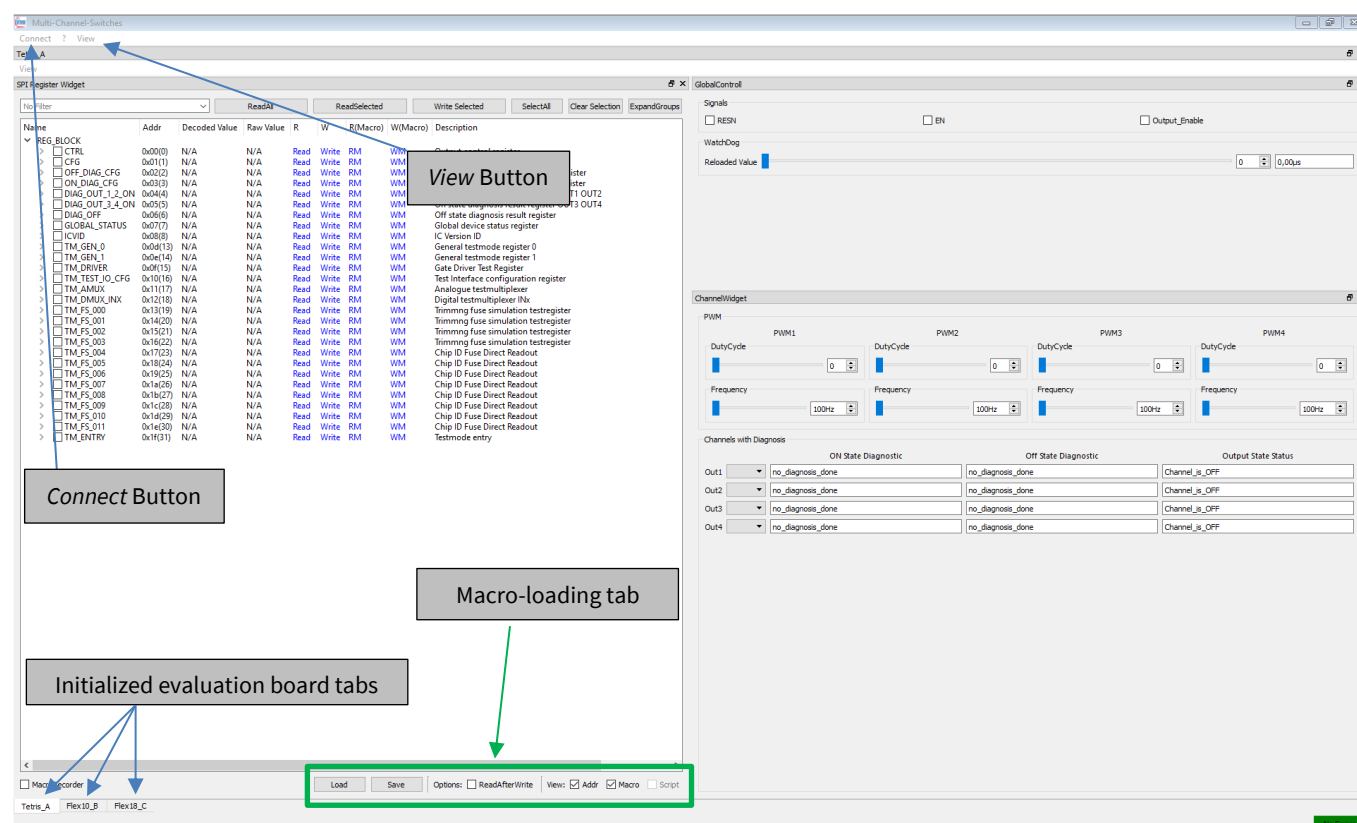 Multi-Channel-Switches
Connect ? View
Tetris_A
View
SPI Register Widget
No Filter ReadAll ReadSelected Write Selected SelectAll Clear Selection ExpandGroups
Name Addr Decoded Value Raw Value R W R(Macro) W(Macro) Description
REG_BLOCK
CTRL 0x00(0) N/A N/A Read Write RM WM Output control register
CFG 0x01(1) N/A N/A Read Write RM WM
OFF_DIAG_CFG 0x02(2) N/A N/A Read Write RM WM ister
ON_DIAG_CFG 0x03(3) N/A N/A Read Write RM WM ister
DIAG_OUT_1_2_ON 0x04(4) N/A N/A Read Write RM WM T1 OUT2
DIAG_OUT_3_4_ON 0x05(5) N/A N/A Read Write RM WM On state diagnosis result register OUT3 OUT4
DIAG_OFF 0x06(6) N/A N/A Read Write RM WM Off state diagnosis result register
GLOBAL_STATUS 0x07(7) N/A N/A Read Write RM WM Global device status register
ICVID 0x08(8) N/A N/A Read Write RM WM IC Version ID
TM_GEN_0 0x0d(13) N/A N/A Read Write RM WM General testmode register 0
TM_GEN_1 0x0e(14) N/A N/A Read Write RM WM General testmode register 1
TM_DRIVER 0x0f(15) N/A N/A Read Write RM WM Gate Driver Test Register
TM_TEST_IO_CFG 0x10(16) N/A N/A Read Write RM WM Test Interface configuration register
TM_AMUX 0x11(17) N/A N/A Read Write RM WM Analogue testmultiplexer
TM_DMUX_INX 0x12(18) N/A N/A Read Write RM WM Digital testmultiplexer INx
TM_FS_000 0x13(19) N/A N/A Read Write RM WM Trimmng fuse simulation testregister
TM_FS_001 0x14(20) N/A N/A Read Write RM WM Trimmng fuse simulation testregister
TM_FS_002 0x15(21) N/A N/A Read Write RM WM Trimmng fuse simulation testregister
TM_FS_003 0x16(22) N/A N/A Read Write RM WM Trimmng fuse simulation testregister
TM_FS_004 0x17(23) N/A N/A Read Write RM WM Chip ID Fuse Direct Readout
TM_FS_005 0x18(24) N/A N/A Read Write RM WM Chip ID Fuse Direct Readout
TM_FS_006 0x19(25) N/A N/A Read Write RM WM Chip ID Fuse Direct Readout
TM_FS_007 0x1a(26) N/A N/A Read Write RM WM Chip ID Fuse Direct Readout
TM_FS_008 0x1b(27) N/A N/A Read Write RM WM Chip ID Fuse Direct Readout
TM_FS_009 0x1c(28) N/A N/A Read Write RM WM Chip ID Fuse Direct Readout
TM_FS_010 0x1d(29) N/A N/A Read Write RM WM Chip ID Fuse Direct Readout
TM_FS_011 0x1e(30) N/A N/A Read Write RM WM Chip ID Fuse Direct Readout
TM_ENTRY 0x1f(31) N/A N/A Read Write RM WM Testmode entry
View Button
Connect Button
Macro-loading tab
Initialized evaluation board tabs
Macro Recorder Load Save Options: ReadAfterWrite View: Addr Macro Script
Tetris_A Flex10_B Flex18_C
GlobalControll
Signals
RESN EN Output_Enable
WatchDog
Reloaded Value 0 0,00µs
ChannelWidget
PWM
PWM1 PWM2 PWM3 PWM4
DutyCycle DutyCycle DutyCycle DutyCycle
0 0 0 0
Frequency Frequency Frequency Frequency
100Hz 100Hz 100Hz 100Hz
Channels with Diagnosis
ON State Diagnostic Off State Diagnostic Output State Status
Out1 no_diagnosis_done no_diagnosis_done Channel_is_OFF
Out2 no_diagnosis_done no_diagnosis_done Channel_is_OFF
Out3 no_diagnosis_done no_diagnosis_done Channel_is_OFF
Out4 no_diagnosis_done no_diagnosis_done Channel_is_OFF